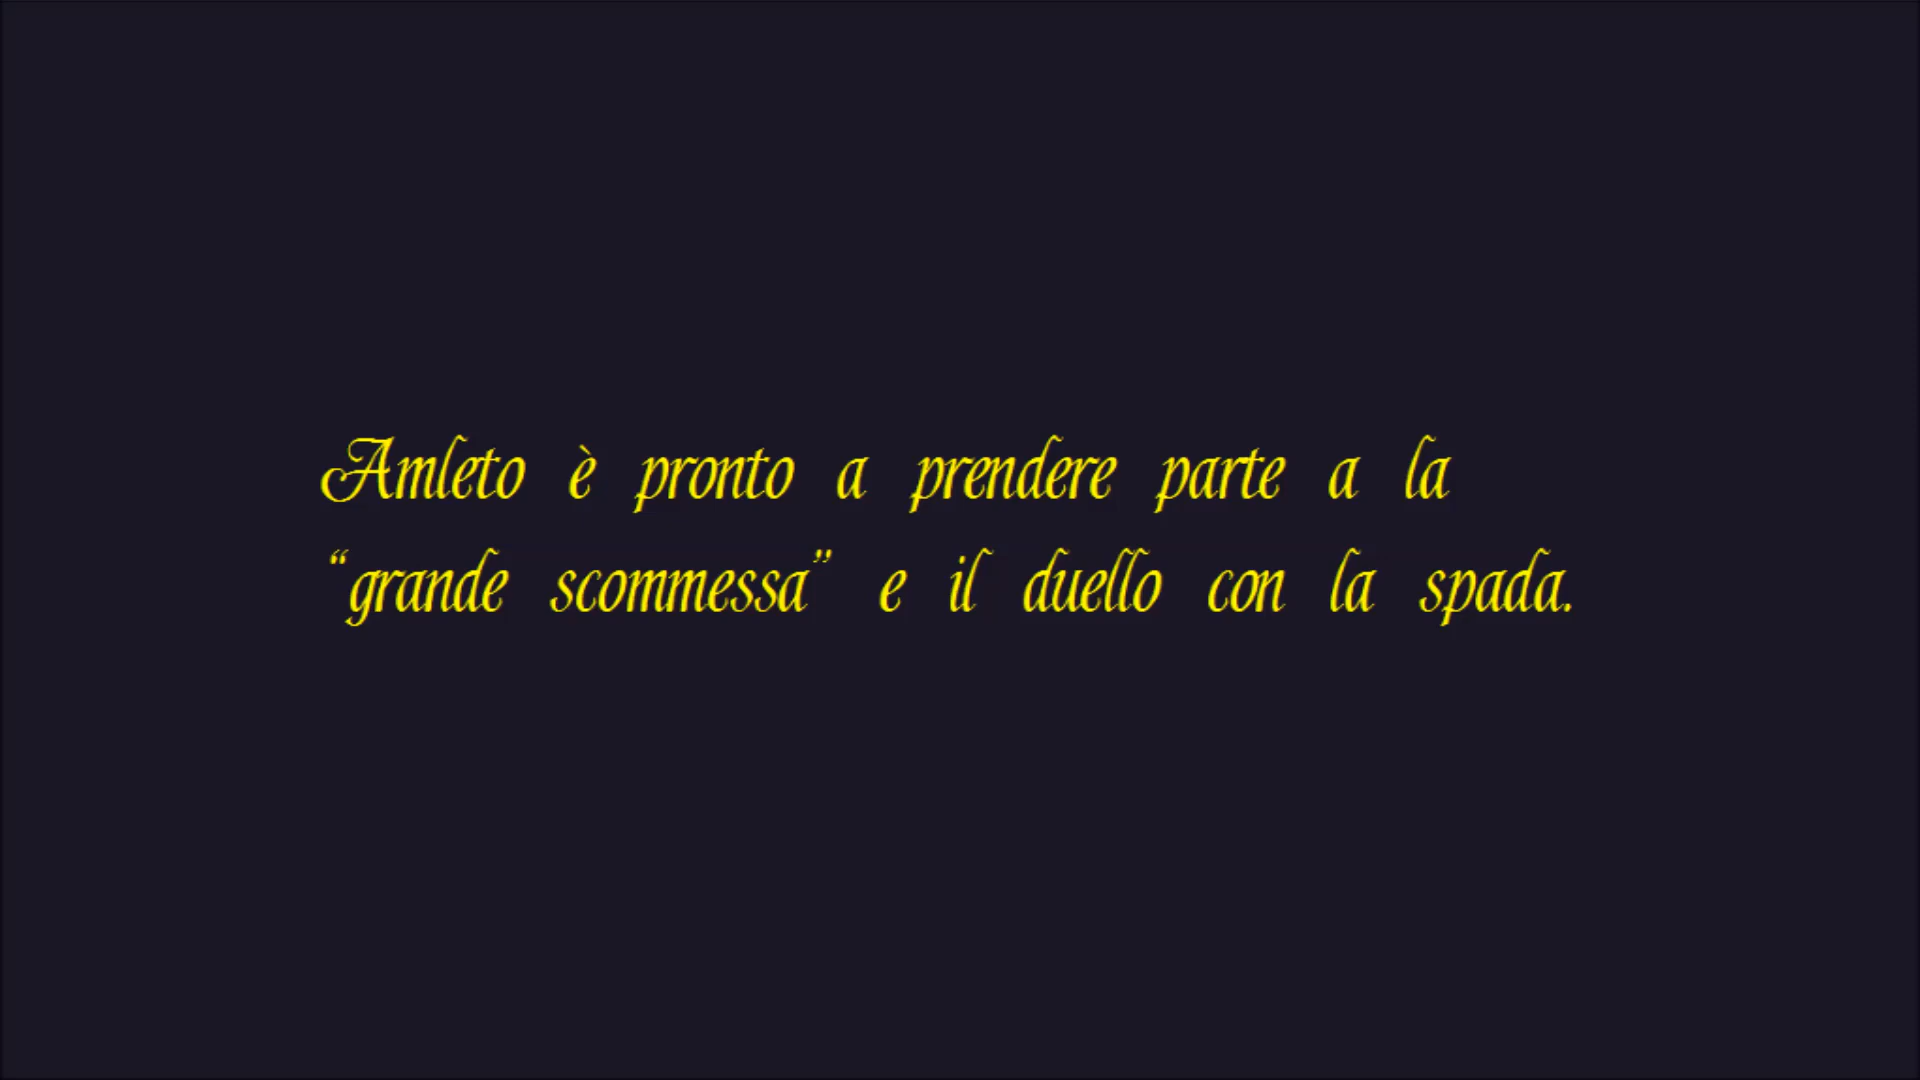 Amleto è pronto a prendere parte a la
“grande scommessa” e il duello con la spada.